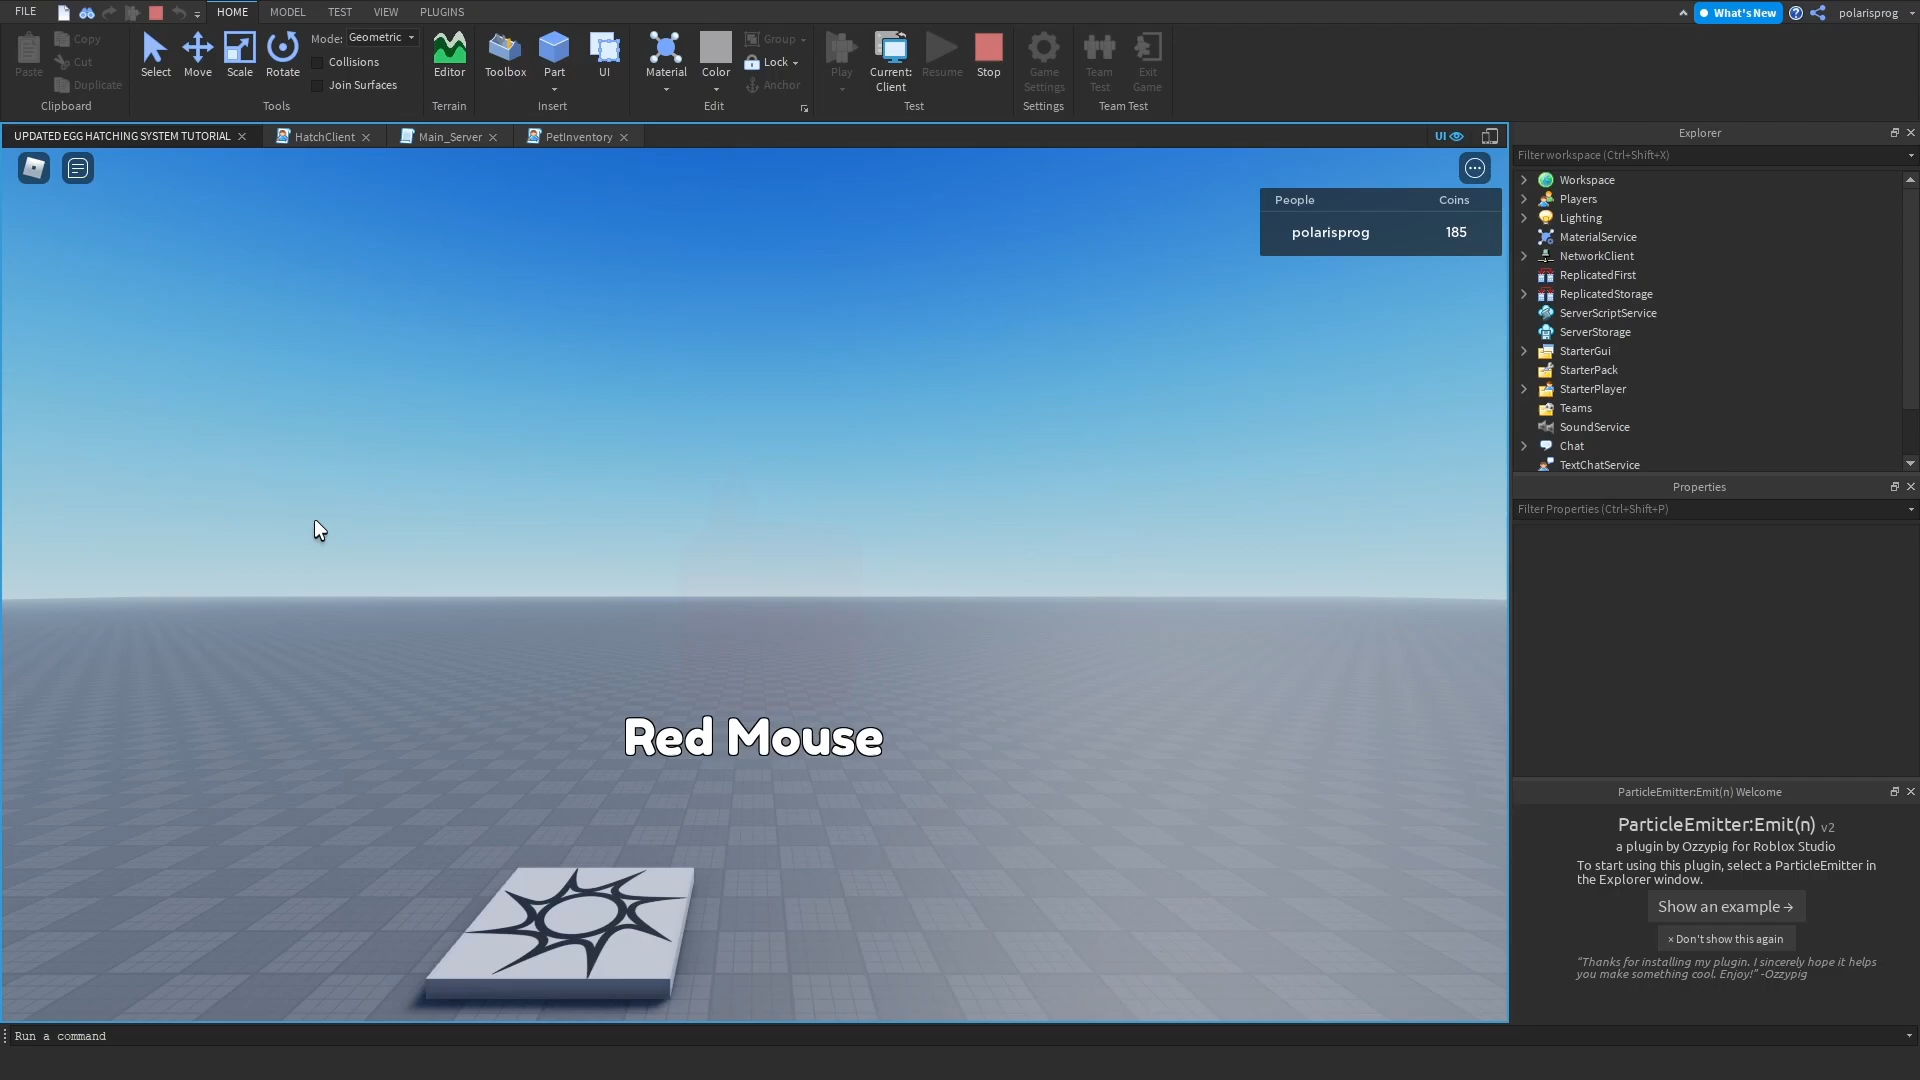 FILE
HOME
MODEL
TEST
VIEW
PLUGINS
What's New
polarisprog
Paste
Copy
Cut
Duplicate
Clipboard
Select
Move
Scale
Rotate
Mode: Geometric
Collisions
Join Surfaces
Tools
Editor
Terrain
Toolbox
Part
UI
Insert
Material
Color
Group
Lock
Anchor
Edit
Play
Current:
Client
Resume
Stop
Test
Game
Settings
Settings
Team
Test
Exit
Game
Team Test
UPDATED EGG HATCHING SYSTEM TUTORIAL
HatchClient
Main_Server
PetInventory
UI
People Coins
polarisprog 185
Red Mouse
Explorer
Filter workspace (Ctrl+Shift+X)
Workspace
Players
Lighting
MaterialService
NetworkClient
ReplicatedFirst
ReplicatedStorage
ServerScriptService
ServerStorage
StarterGui
StarterPack
StarterPlayer
Teams
SoundService
Chat
TextChatService
Properties
Filter Properties (Ctrl+Shift+P)
ParticleEmitter:Emit(n) Welcome
ParticleEmitter:Emit(n) v2
a plugin by Ozzypig for Roblox Studio
To start using this plugin, select a ParticleEmitter in
the Explorer window.
Show an example →
× Don't show this again
“Thanks for installing my plugin. I sincerely hope it helps
you make something cool. Enjoy!” -Ozzypig
Run a command